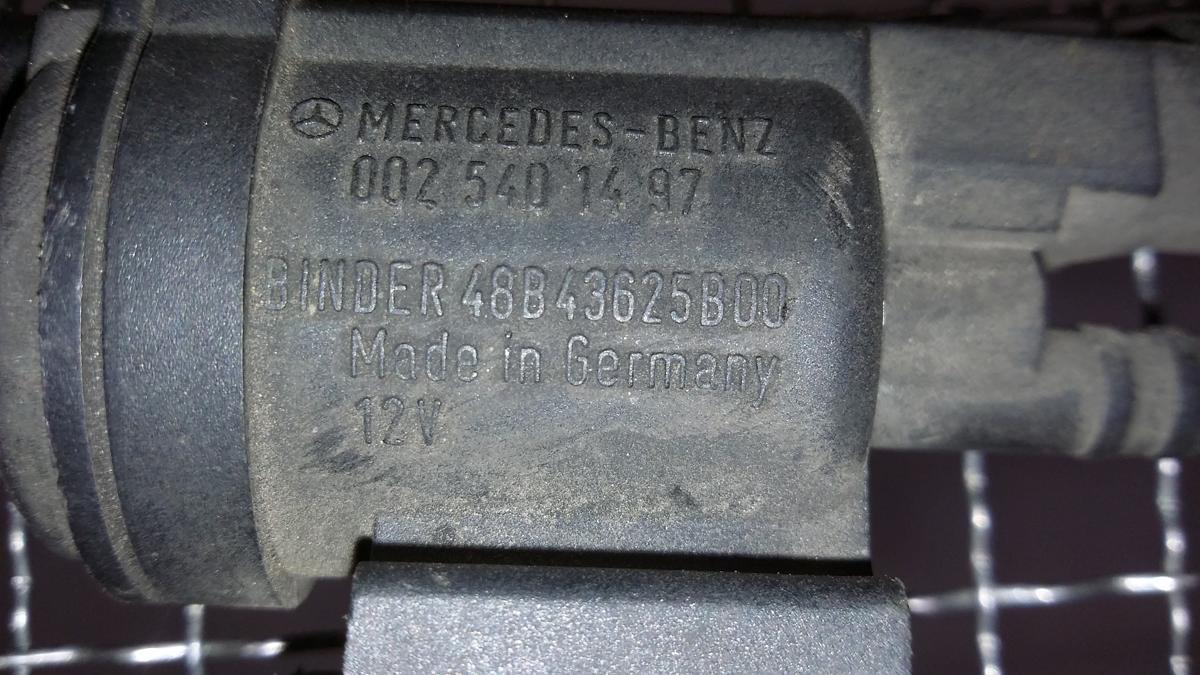 MERCEDES-BENZ
002 540 14 97
BINDER 48B43625B00
Made in Germany
12V